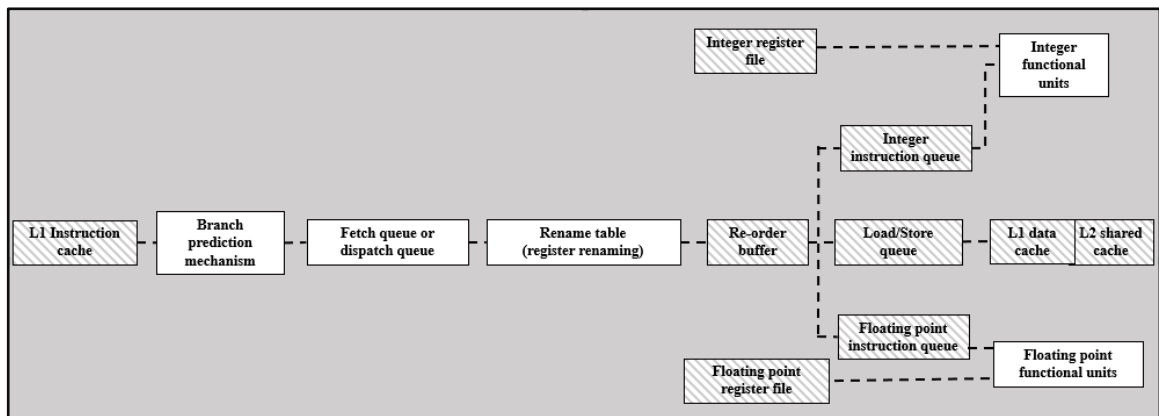 Integer register
file
Integer
functional
units
Integer
instruction queue
L1 Instruction
cache
Branch
prediction
mechanism
Fetch queue or
dispatch queue
Rename table
(register renaming)
Re-order
buffer
Load/Store
queue
L1 data
cache
L2 shared
cache
Floating point
instruction queue
Floating point
register file
Floating point
functional units